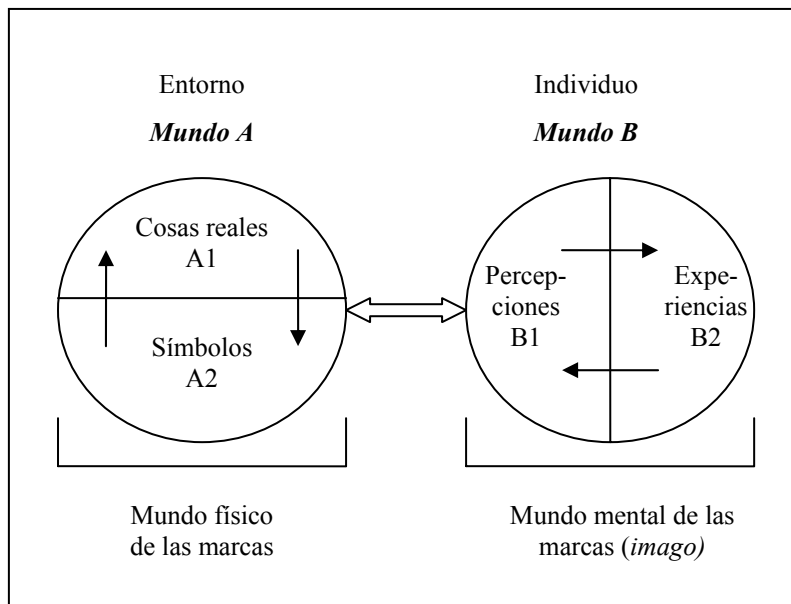 Entorno
Mundo A
Individuo
Mundo B
Cosas reales
A1
Símbolos
A2
Percep-
ciones
B1
Expe-
riencias
B2
Mundo físico
de las marcas
Mundo mental de las
marcas (imago)